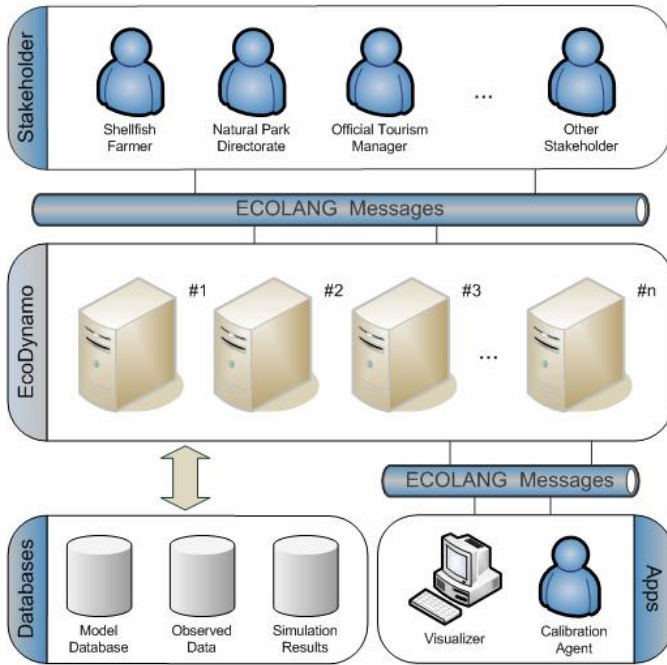 Stakeholder
Shellfish
Farmer
Natural Park
Directorate
Official Tourism
Manager
...
Other
Stakeholder
ECOLANG Messages
EcoDynamo
#1
#2
#3
...
#n
ECOLANG Messages
Databases
Model
Database
Observed
Data
Simulation
Results
Visualizer
Calibration
Agent
Apps